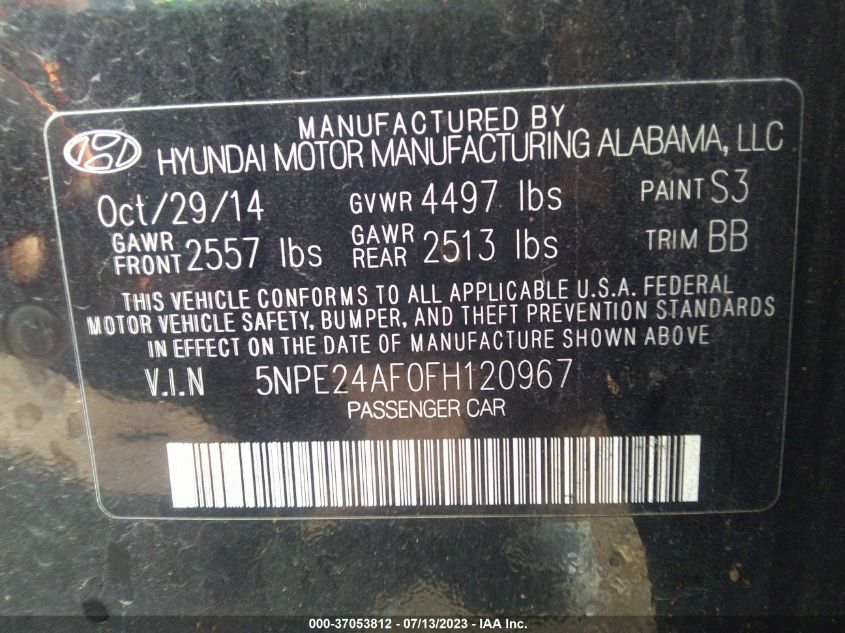 MANUFACTURED BY
HYUNDAI MOTOR MANUFACTURING ALABAMA, LLC
Oct/29/14 GVWR 4497 lbs PAINT S3
GAWR FRONT 2557 lbs GAWR REAR 2513 lbs TRIM BB
THIS VEHICLE CONFORMS TO ALL APPLICABLE U.S.A. FEDERAL
MOTOR VEHICLE SAFETY, BUMPER, AND THEFT PREVENTION STANDARDS
IN EFFECT ON THE DATE OF MANUFACTURE SHOWN ABOVE
V.I.N 5NPE24AF0FH120967
PASSENGER CAR
000-37053812 - 07/13/2023 - IAA Inc.